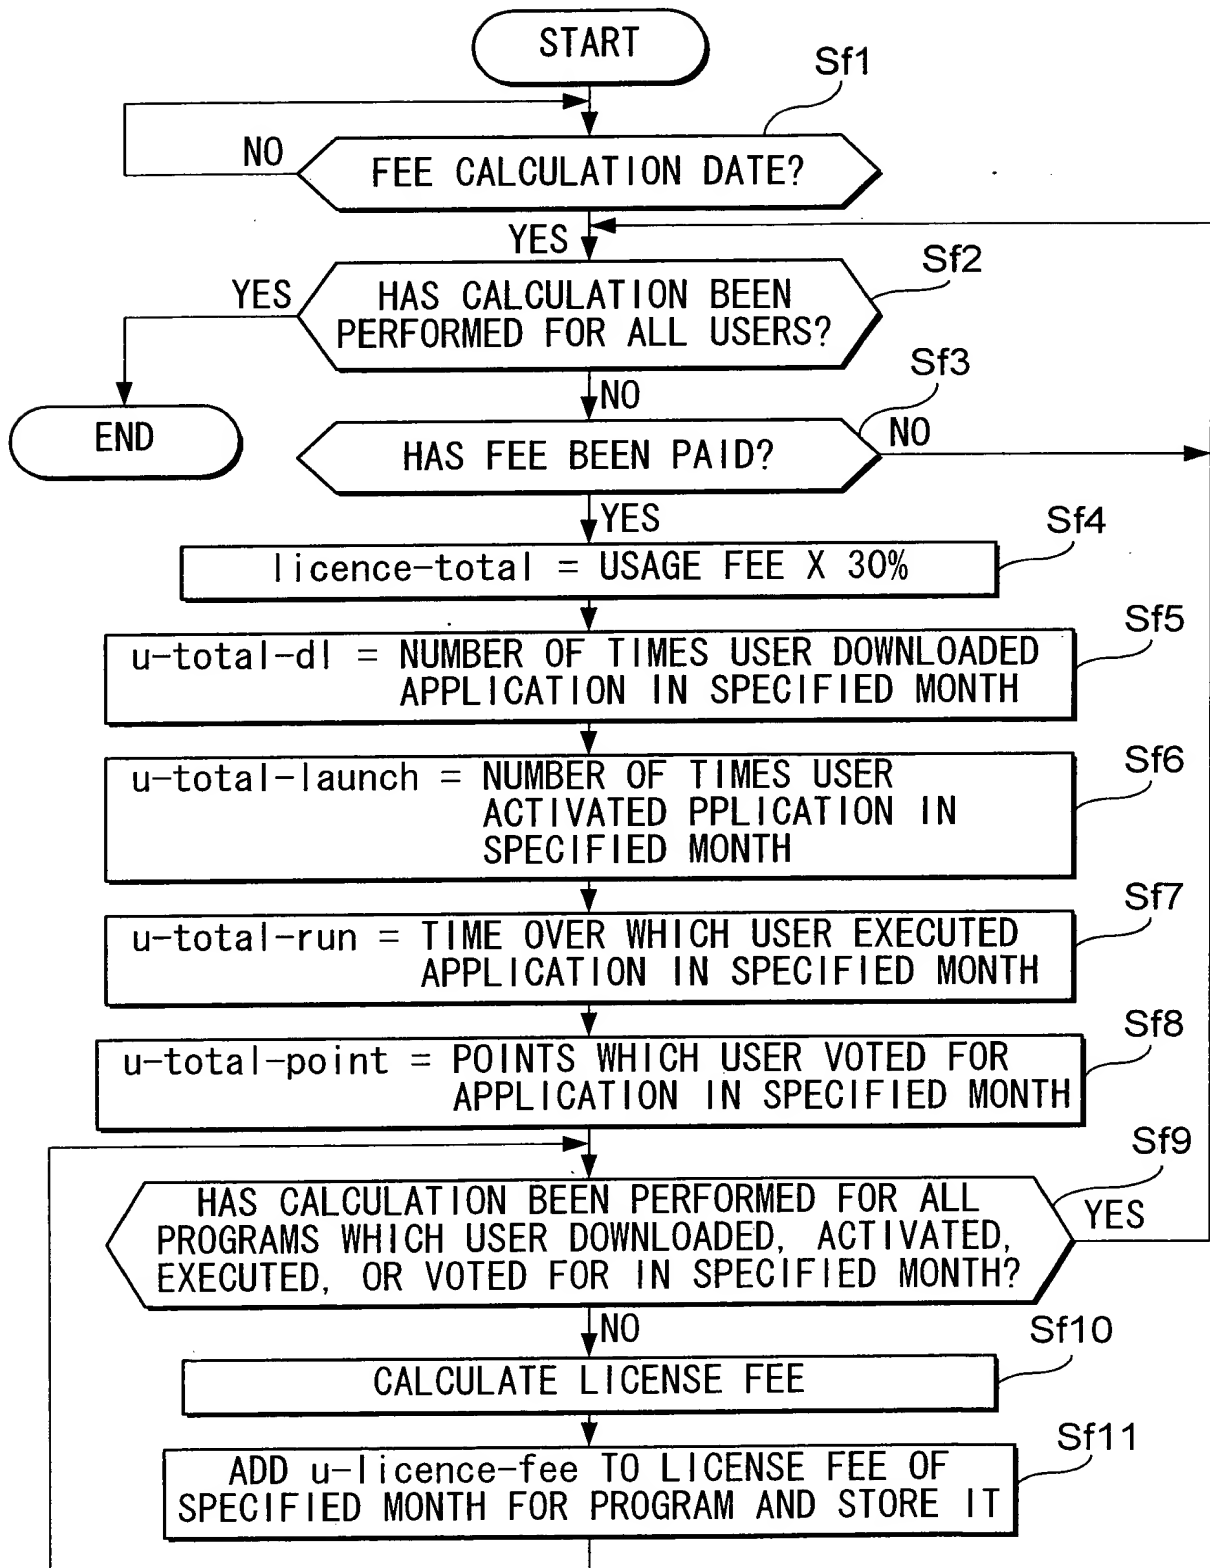 START
Sf1
NO
FEE CALCULATION DATE?
YES
Sf2
YES
HAS CALCULATION BEEN
PERFORMED FOR ALL USERS?
NO
Sf3
END
HAS FEE BEEN PAID?
NO
YES
Sf4
licence-total = USAGE FEE X 30%
Sf5
u-total-dl = NUMBER OF TIMES USER DOWNLOADED
APPLICATION IN SPECIFIED MONTH
Sf6
u-total-launch = NUMBER OF TIMES USER
ACTIVATED PPLICATION IN
SPECIFIED MONTH
Sf7
u-total-run = TIME OVER WHICH USER EXECUTED
APPLICATION IN SPECIFIED MONTH
Sf8
u-total-point = POINTS WHICH USER VOTED FOR
APPLICATION IN SPECIFIED MONTH
Sf9
HAS CALCULATION BEEN PERFORMED FOR ALL
PROGRAMS WHICH USER DOWNLOADED, ACTIVATED,
EXECUTED, OR VOTED FOR IN SPECIFIED MONTH?
YES
NO
Sf10
CALCULATE LICENSE FEE
Sf11
ADD u-licence-fee TO LICENSE FEE OF
SPECIFIED MONTH FOR PROGRAM AND STORE IT